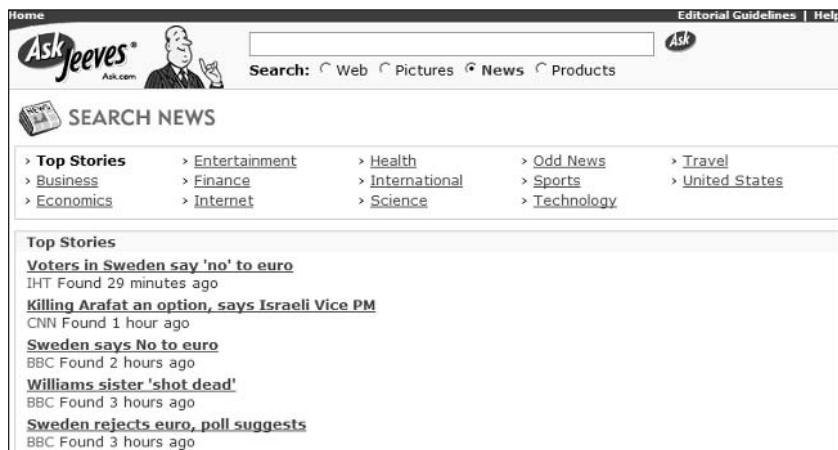 Home Editorial Guidelines | Help
Ask Jeeves®
Ask.com
Ask
Search: Web Pictures News Products
NEWS
SEARCH NEWS
› Top Stories › Entertainment › Health › Odd News › Travel
› Business › Finance › International › Sports › United States
› Economics › Internet › Science › Technology
Top Stories
Voters in Sweden say 'no' to euro
IHT Found 29 minutes ago
Killing Arafat an option, says Israeli Vice PM
CNN Found 1 hour ago
Sweden says No to euro
BBC Found 2 hours ago
Williams sister 'shot dead'
BBC Found 3 hours ago
Sweden rejects euro, poll suggests
BBC Found 3 hours ago